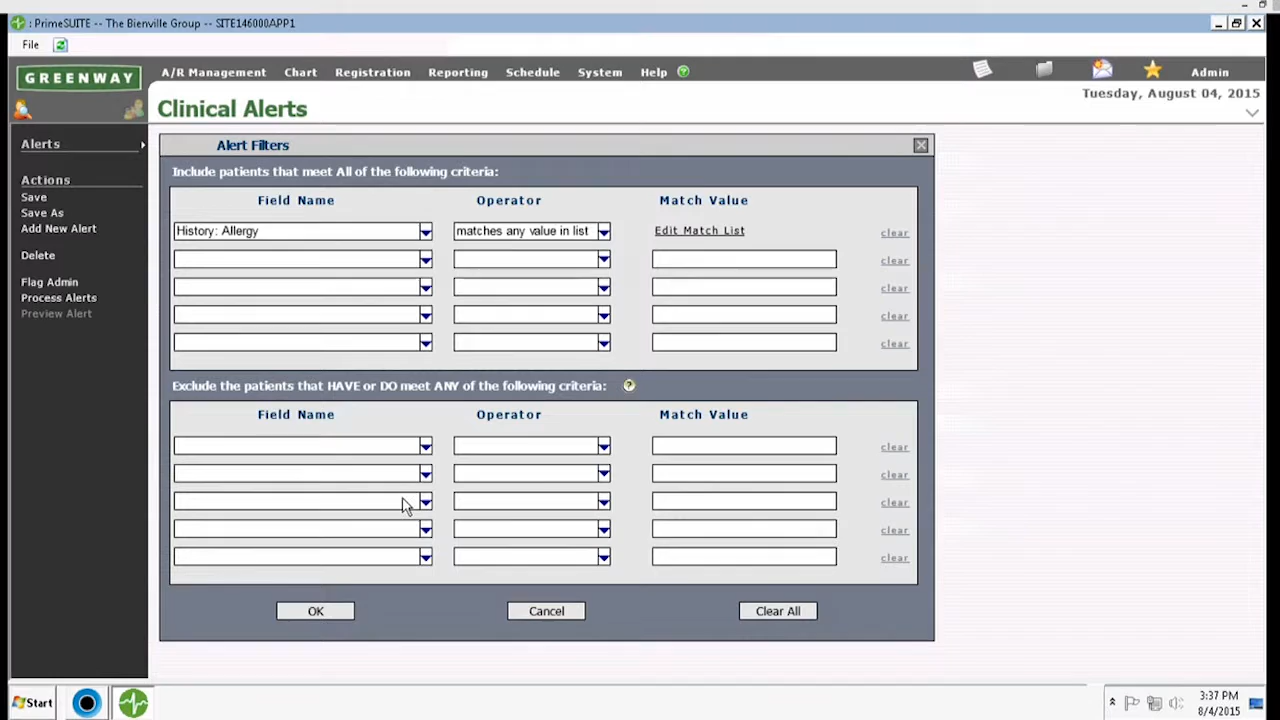 : PrimeSUITE -- The Bienville Group -- SITE146000APP1
File
GREENWAY
A/R Management Chart Registration Reporting Schedule System Help ? Admin
Clinical Alerts
Tuesday, August 04, 2015
Alerts
Actions
Save
Save As
Add New Alert
Delete
Flag Admin
Process Alerts
Preview Alert
Alert Filters
Include patients that meet All of the following criteria:
Field Name Operator Match Value
History: Allergy matches any value in list Edit Match List clear
clear
clear
clear
clear
Exclude the patients that HAVE or DO meet ANY of the following criteria: ?
Field Name Operator Match Value
clear
clear
clear
clear
clear
OK Cancel Clear All
Start
3:37 PM
8/4/2015